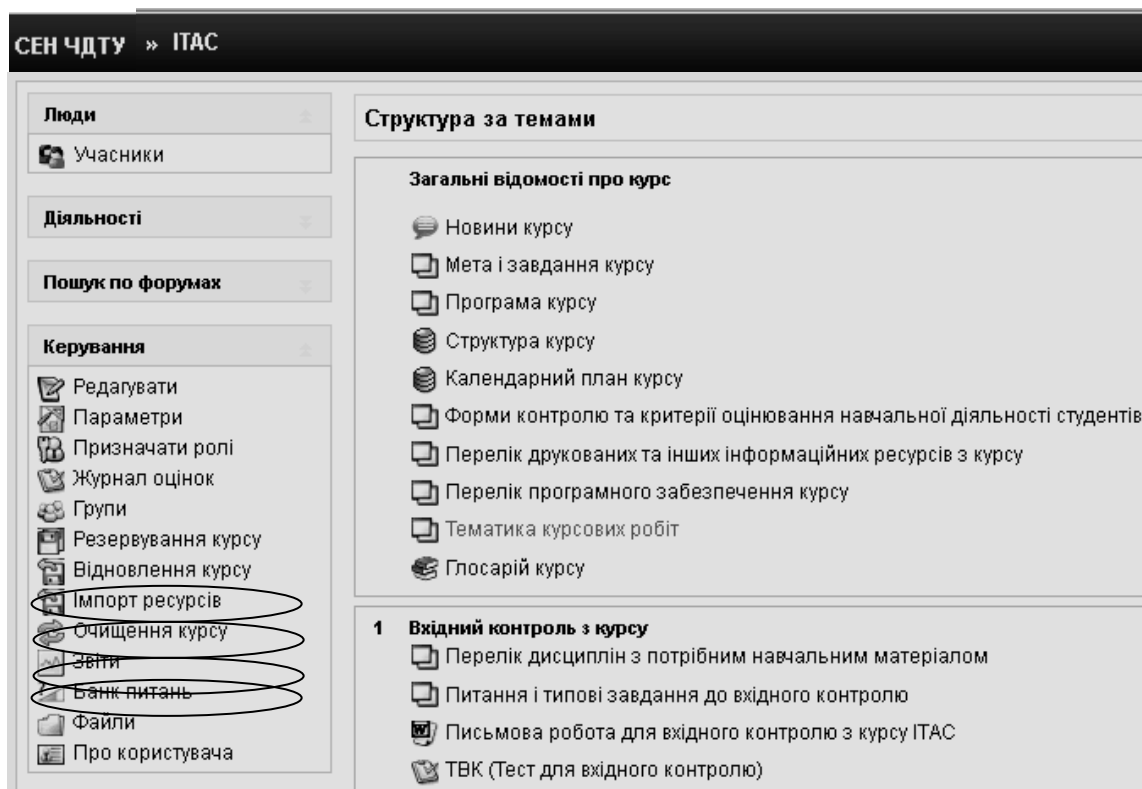 СЕН ЧДТУ » ІТАС
Люди
Учасники
Діяльності
Пошук по форумах
Керування
Редагувати
Параметри
Призначати ролі
Журнал оцінок
Групи
Резервування курсу
Відновлення курсу
Імпорт ресурсів
Очищення курсу
Звіти
Банк питань
Файли
Про користувача
Структура за темами
Загальні відомості про курс
Новини курсу
Мета і завдання курсу
Програма курсу
Структура курсу
Календарний план курсу
Форми контролю та критерії оцінювання навчальної діяльності студентів
Перелік друкованих та інших інформаційних ресурсів з курсу
Перелік програмного забезпечення курсу
Тематика курсових робіт
Глосарій курсу
1 Вхідний контроль з курсу
Перелік дисциплін з потрібним навчальним матеріалом
Питання і типові завдання до вхідного контролю
Письмова робота для вхідного контролю з курсу ІТАС
ТВК (Тест для вхідного контролю)